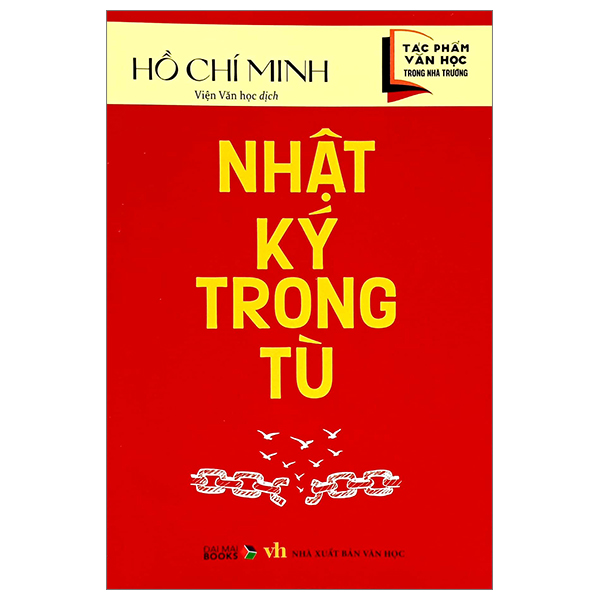 HỒ CHÍ MINH
Viện Văn học dịch
TÁC PHẨM
VĂN HỌC
TRONG NHÀ TRƯỜNG
NHẬT
KÝ
TRONG
TÙ
ĐẠI MAI
BOOKS
vh NHÀ XUẤT BẢN VĂN HỌC